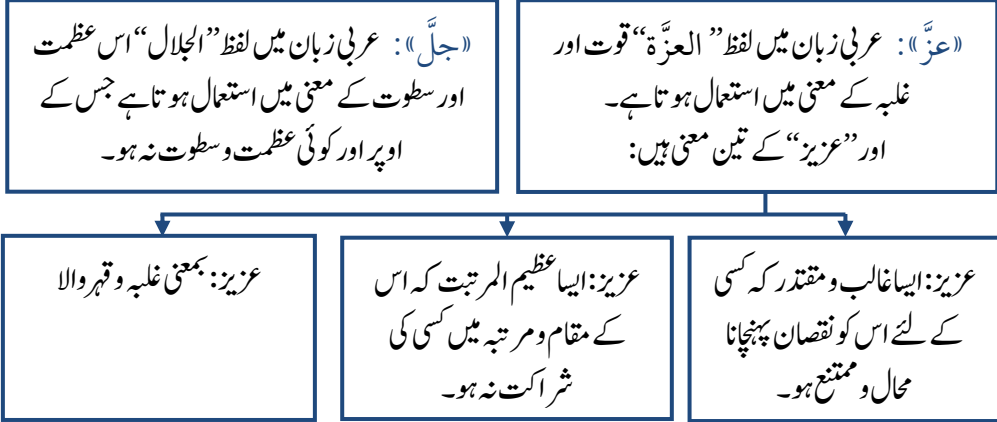 «عزَّ»: عربی زبان میں لفظ ”العزَّة“ قوت اور
غلبہ کے معنی میں استعمال ہوتا ہے۔
اور ”عزیز“ کے تین معنی ہیں:
«جلَّ»: عربی زبان میں لفظ ”الجلال“ اس عظمت
اور سطوت کے معنی میں استعمال ہوتا ہے جس کے
اوپر اور کوئی عظمت و سطوت نہ ہو۔
عزیز: ایسا غالب و مقتدر کہ کسی
کے لئے اس کو نقصان پہنچانا
محال و ممتنع ہو۔
عزیز: ایسا عظیم المرتبت کہ اس
کے مقام و مرتبہ میں کسی کی
شراکت نہ ہو۔
عزیز: بمعنی غلبہ و قہر والا